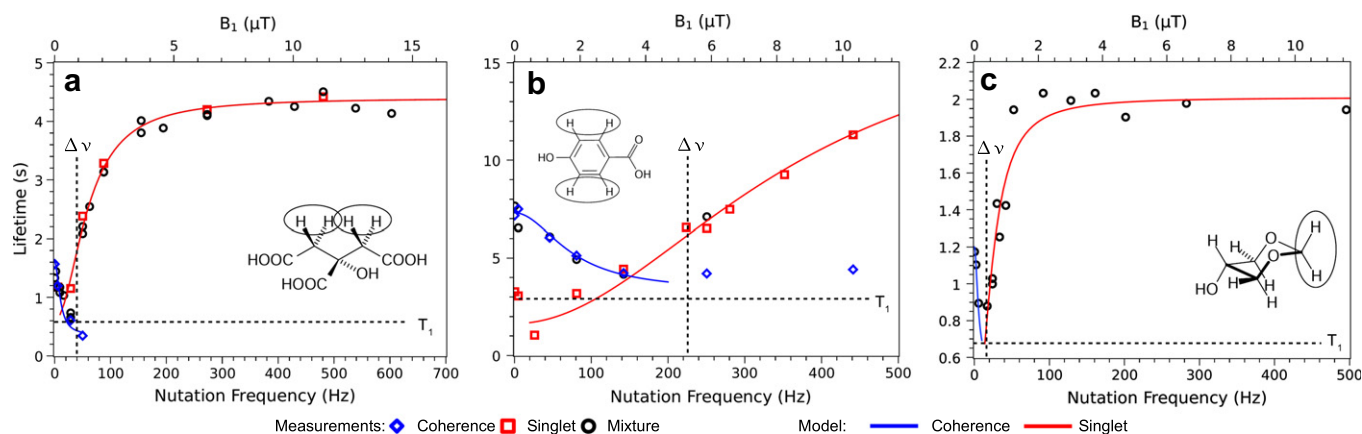 B₁ (μT)
0 5 10 15
a
Δ ν
Lifetime (s)
5
4
3
2
1
0
T₁
H H H H
HOOC COOH
HOOC OH
0 100 200 300 400 500 600 700
Nutation Frequency (Hz)
B₁ (μT)
0 2 4 6 8 10
b
Δ ν
15
10
5
0
H H
HO O
OH
H H
T₁
0 100 200 300 400 500
Nutation Frequency (Hz)
B₁ (μT)
0 2 4 6 8 10
c
Δ ν
2.2
2.0
1.8
1.6
1.4
1.2
1.0
0.8
0.6
H O H
O
HO H
H H
T₁
0 100 200 300 400 500
Nutation Frequency (Hz)
Measurements: Coherence Singlet Mixture Model: Coherence Singlet